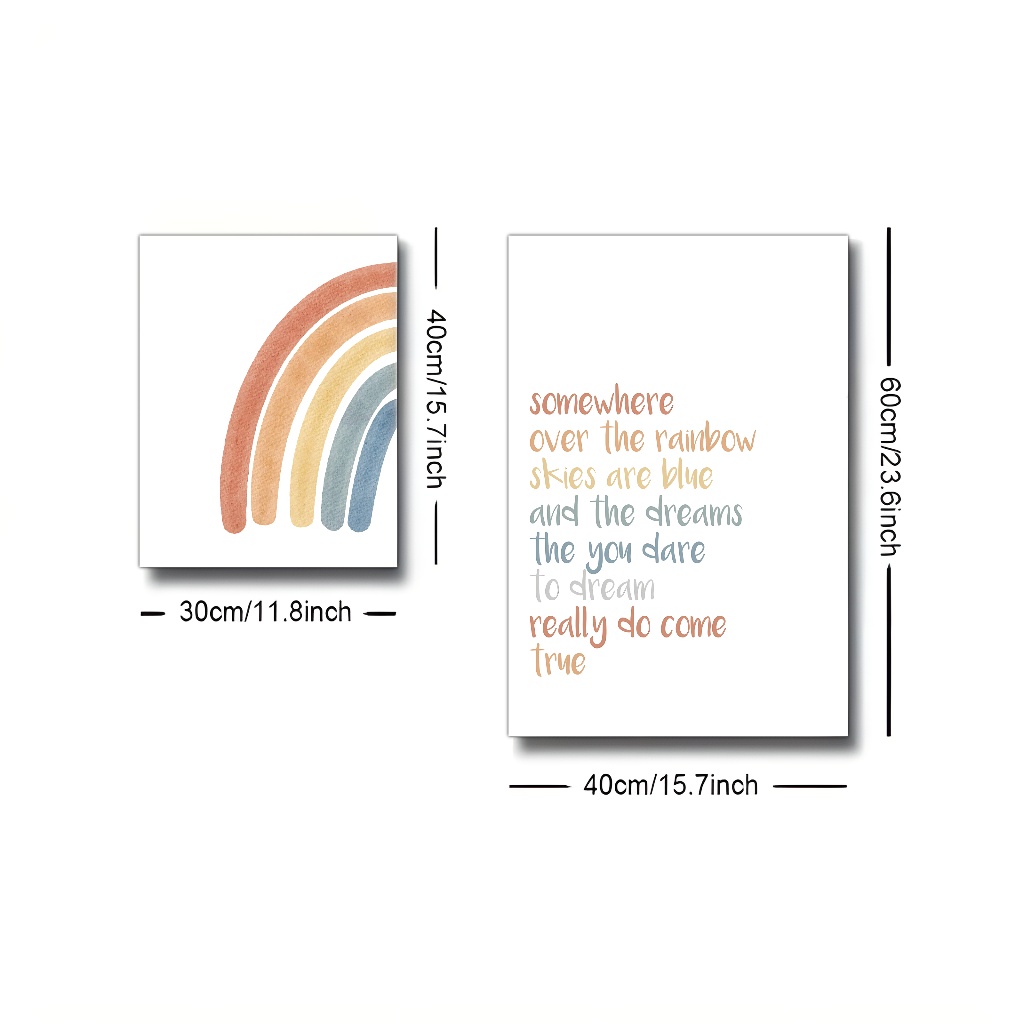 40cm/15.7inch
30cm/11.8inch
somewhere
over the rainbow
skies are blue
and the dreams
the you dare
to dream
really do come
true
60cm/23.6inch
40cm/15.7inch